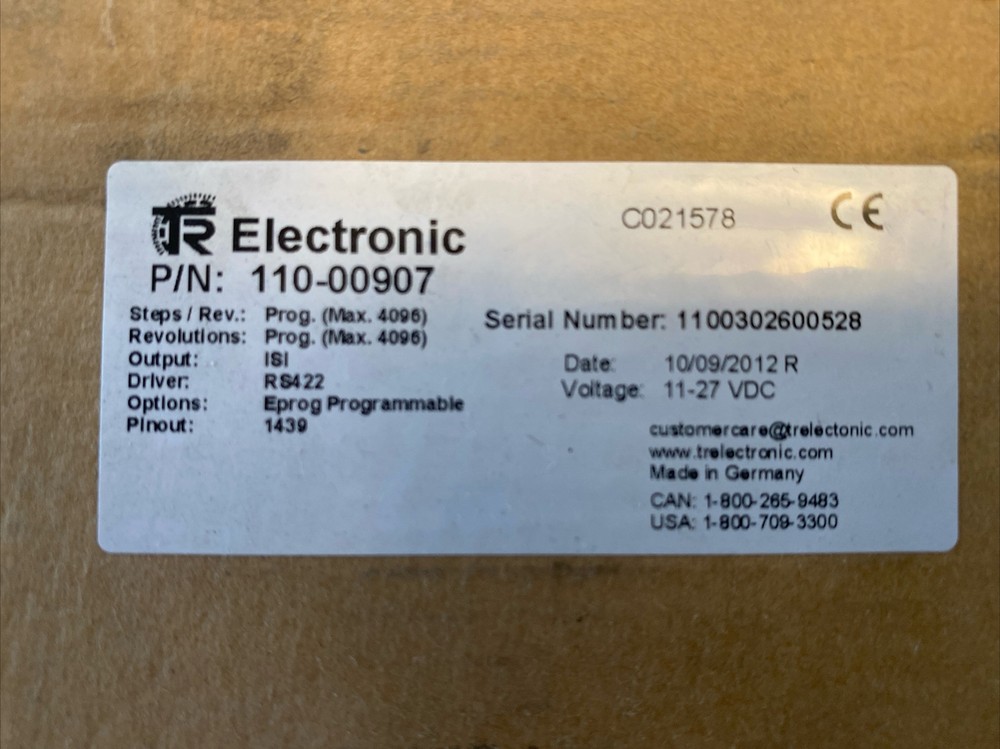 TR Electronic
P/N: 110-00907
C021578
CE
Steps / Rev.: Prog. (Max. 4096)
Revolutions: Prog. (Max. 4096)
Output: ISI
Driver: RS422
Options: Eprog Programmable
Pinout: 1439
Serial Number: 1100302600528
Date: 10/09/2012 R
Voltage: 11-27 VDC
customercare@trelectonic.com
www.trelectronic.com
Made in Germany
CAN: 1-800-265-9483
USA: 1-800-709-3300